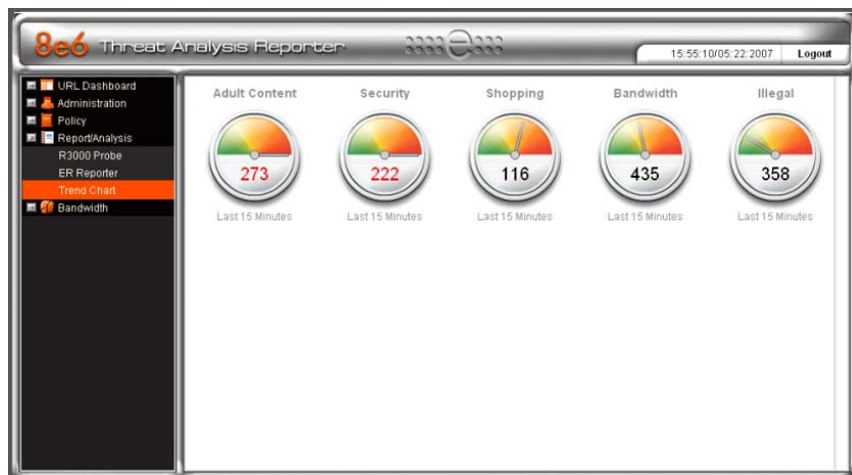 8e6 Threat Analysis Reporter
15:55:10/05:22:2007 Logout
URL Dashboard
Administration
Policy
Report/Analysis
R3000 Probe
ER Reporter
Trend Chart
Bandwidth
Adult Content Security Shopping Bandwidth Illegal
273 222 116 435 358
Last 15 Minutes Last 15 Minutes Last 15 Minutes Last 15 Minutes Last 15 Minutes